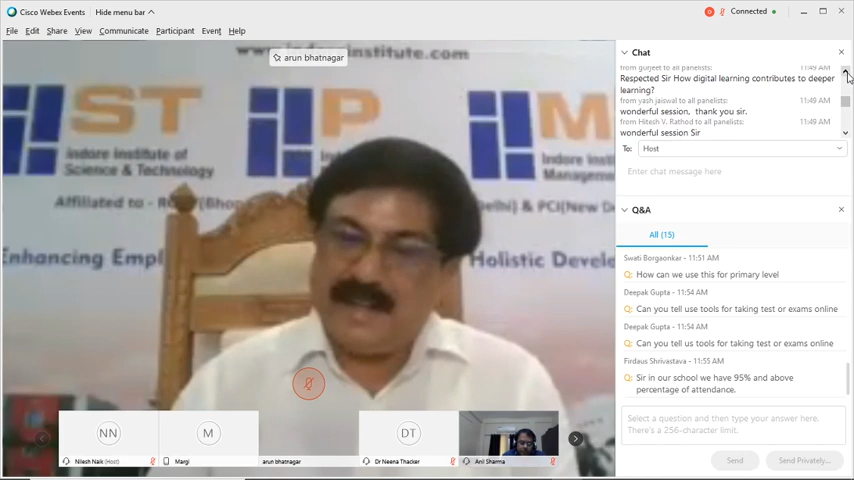 Cisco Webex Events Hide menu bar Connected
File Edit Share View Communicate Participant Event Help
indoreinstitute.com
arun bhatnagar
ST
IP
M
Indore Institute of
Science & Technology
Indore Institute
Management
Affiliated to - 
Delhi) & PCI(New
Enhancing
Holistic
NN
M
DT
Nilesh Naik (Host)
Margi
arun bhatnagar
Dr Neena Thacker
Anil Sharma
Chat
from gurjeet to all panelists: 11:49 AM
Respected Sir How digital learning contributes to deeper
learning?
from yash jaiswal to all panelists: 11:49 AM
wonderful session, thank you sir.
from Hitesh V. Rathod to all panelists: 11:49 AM
wonderful session Sir
To: Host
Enter chat message here
Q&A
All (15)
Swati Borgaonkar - 11:51 AM
Q: How can we use this for primary level
Deepak Gupta - 11:54 AM
Q: Can you tell use tools for taking test or exams online
Deepak Gupta - 11:54 AM
Q: Can you tell us tools for taking test or exams online
Firdaus Shrivastava - 11:55 AM
Q: Sir in our school we have 95% and above
percentage of attendance.
Select a question and then type your answer here.
There's a 256-character limit.
Send Send Privately...